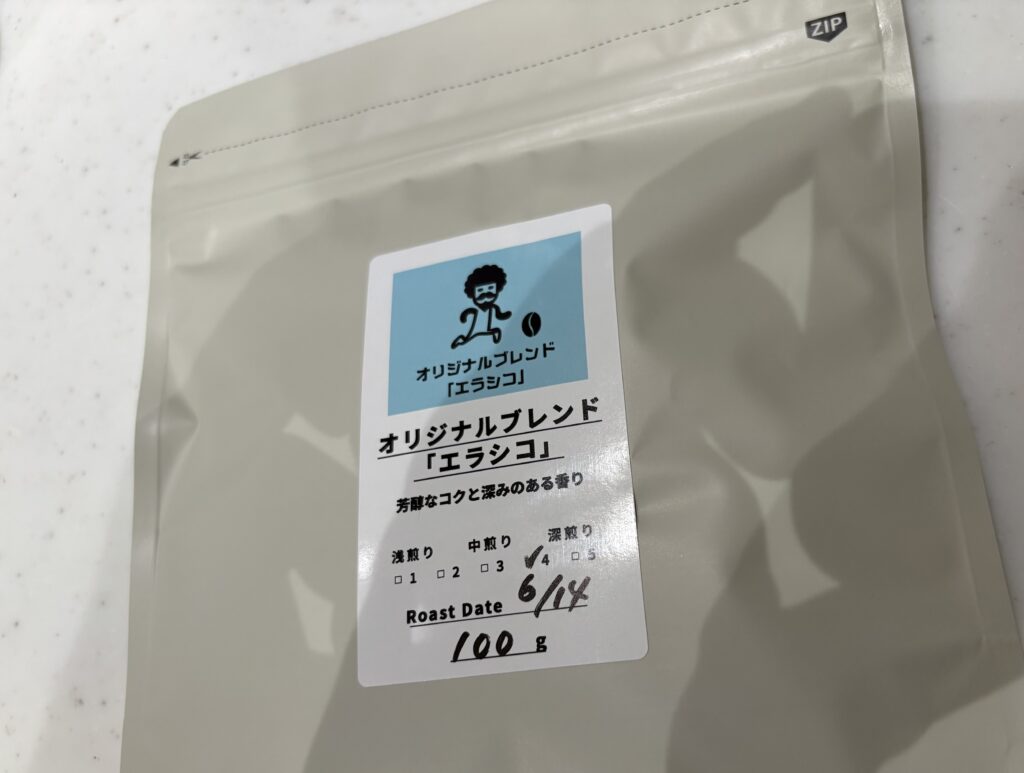 ZIP
オリジナルブレンド
「エラシコ」
オリジナルブレンド
「エラシコ」
芳醇なコクと深みのある香り
浅煎り 中煎り 深煎り
□ 1 □ 2 □ 3 ✓4 □ 5
Roast Date 6/14
100 g